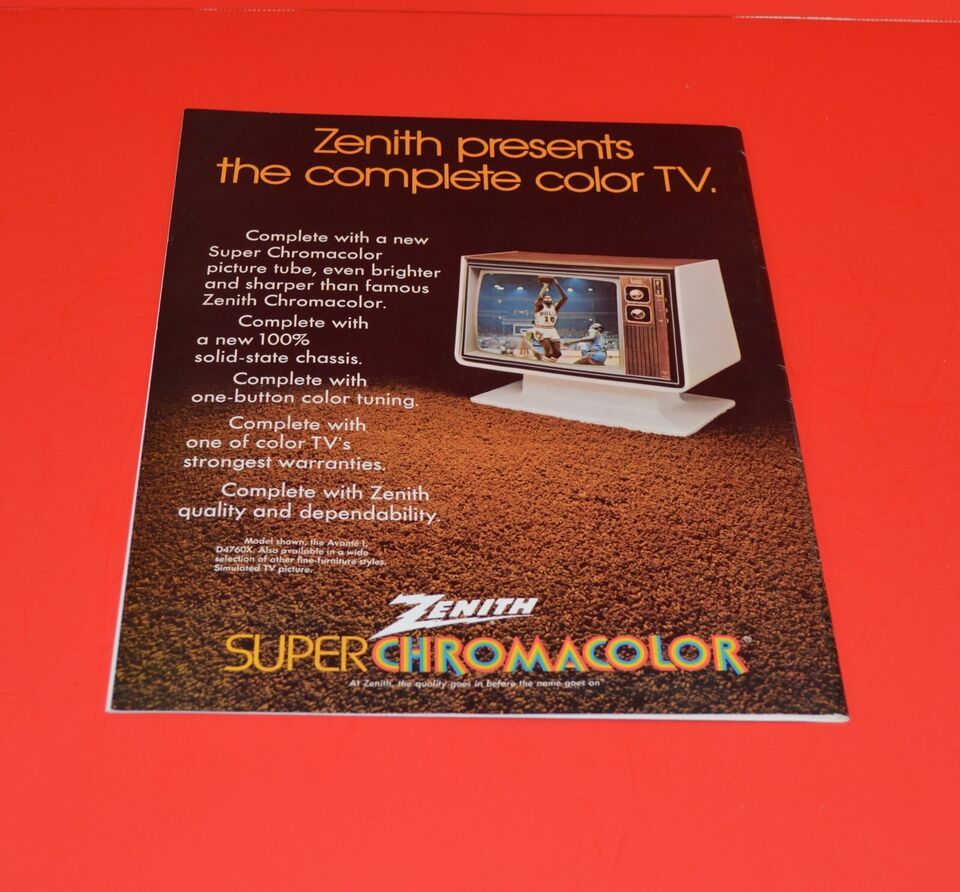 Zenith presents
the complete color TV.
Complete with a new
Super Chromacolor
picture tube, even brighter
and sharper than famous
Zenith Chromacolor.
Complete with
a new 100%
solid-state chassis.
Complete with
one-button color tuning.
Complete with
one of color TV's
strongest warranties.
Complete with Zenith
quality and dependability.
Model shown, the Avanté I,
D4760X. Also available in a wide
selection of other fine-furniture styles.
Simulated TV picture.
BULLS
10
ZENITH
SUPER CHROMACOLOR®
At Zenith, the quality goes in before the name goes on